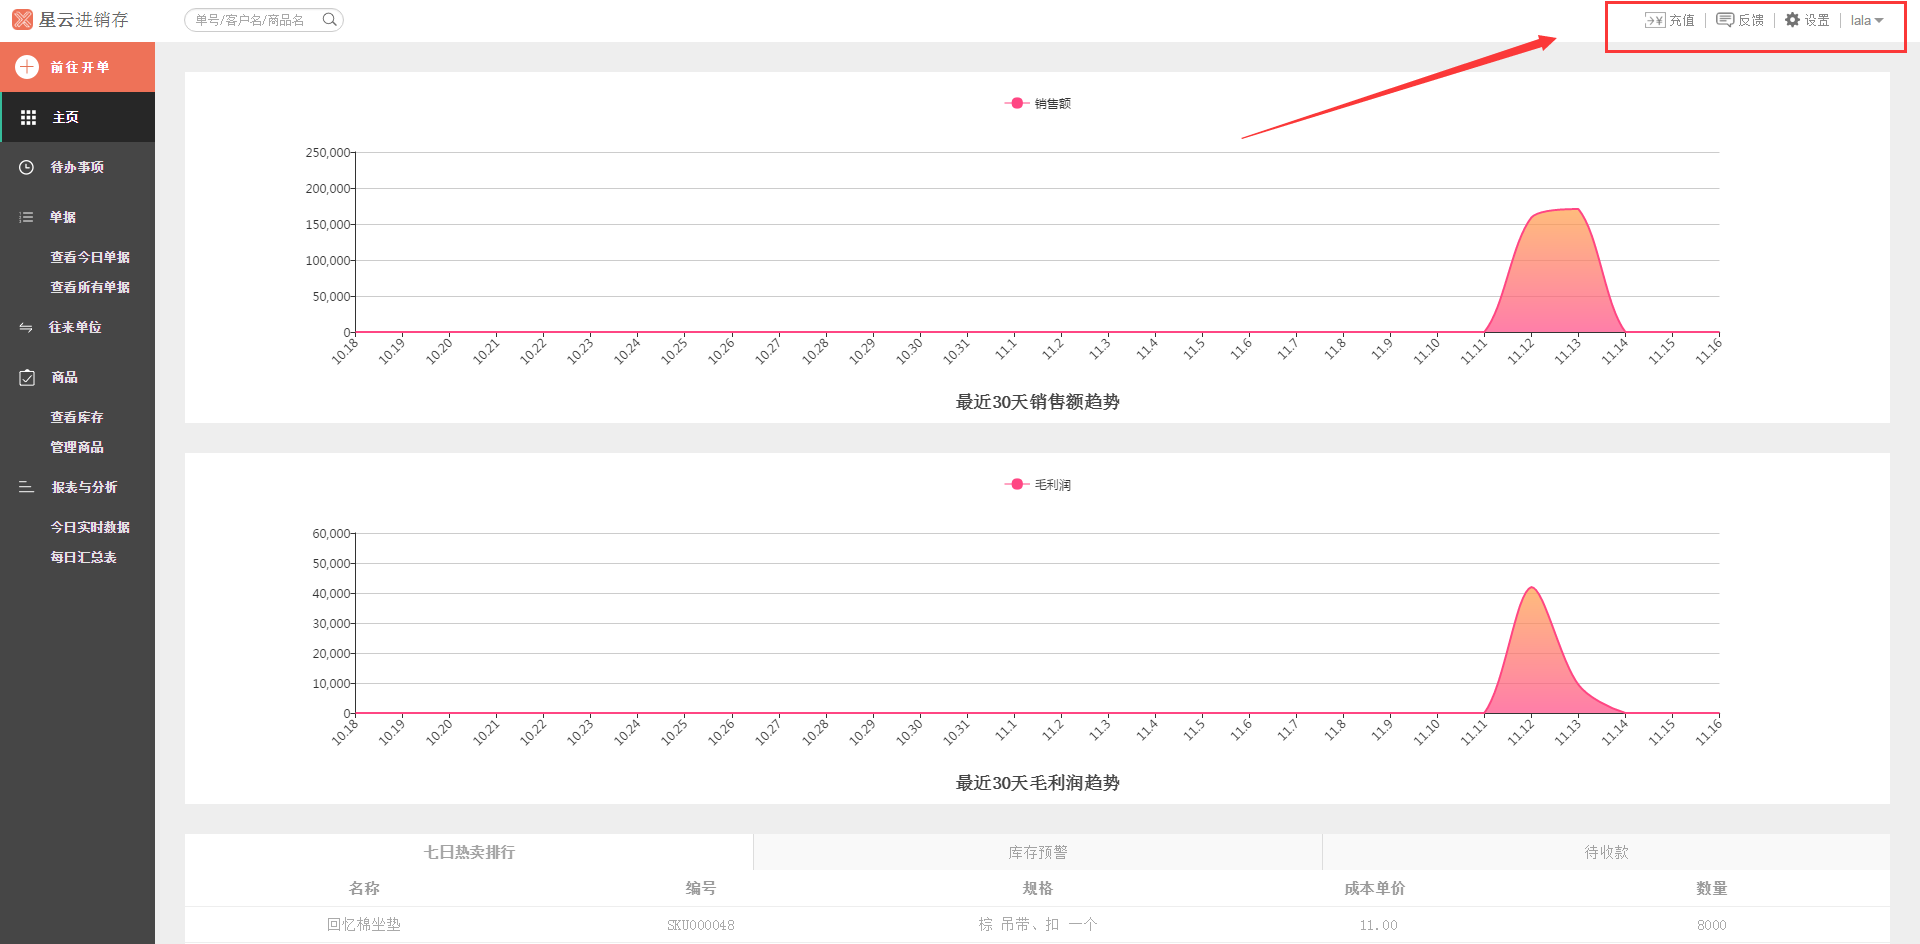 星云进销存
单号/客户名/商品名
充值
反馈
设置
lala
前往开单
主页
待办事项
单据
查看今日单据
查看所有单据
往来单位
商品
查看库存
管理商品
报表与分析
今日实时数据
每日汇总表
销售额
250,000
200,000
150,000
100,000
50,000
0
10.18 10.19 10.20 10.21 10.22 10.23 10.24 10.25 10.26 10.27 10.28 10.29 10.30 10.31 11.1 11.2 11.3 11.4 11.5 11.6 11.7 11.8 11.9 11.10 11.11 11.12 11.13 11.14 11.15 11.16
最近30天销售额趋势
毛利润
60,000
50,000
40,000
30,000
20,000
10,000
0
10.18 10.19 10.20 10.21 10.22 10.23 10.24 10.25 10.26 10.27 10.28 10.29 10.30 10.31 11.1 11.2 11.3 11.4 11.5 11.6 11.7 11.8 11.9 11.10 11.11 11.12 11.13 11.14 11.15 11.16
最近30天毛利润趋势
七日热卖排行 库存预警 待收款
名称 编号 规格 成本单价 数量
回忆棉坐垫 SKU000048 棕 吊带、扣 一个 11.00 8000